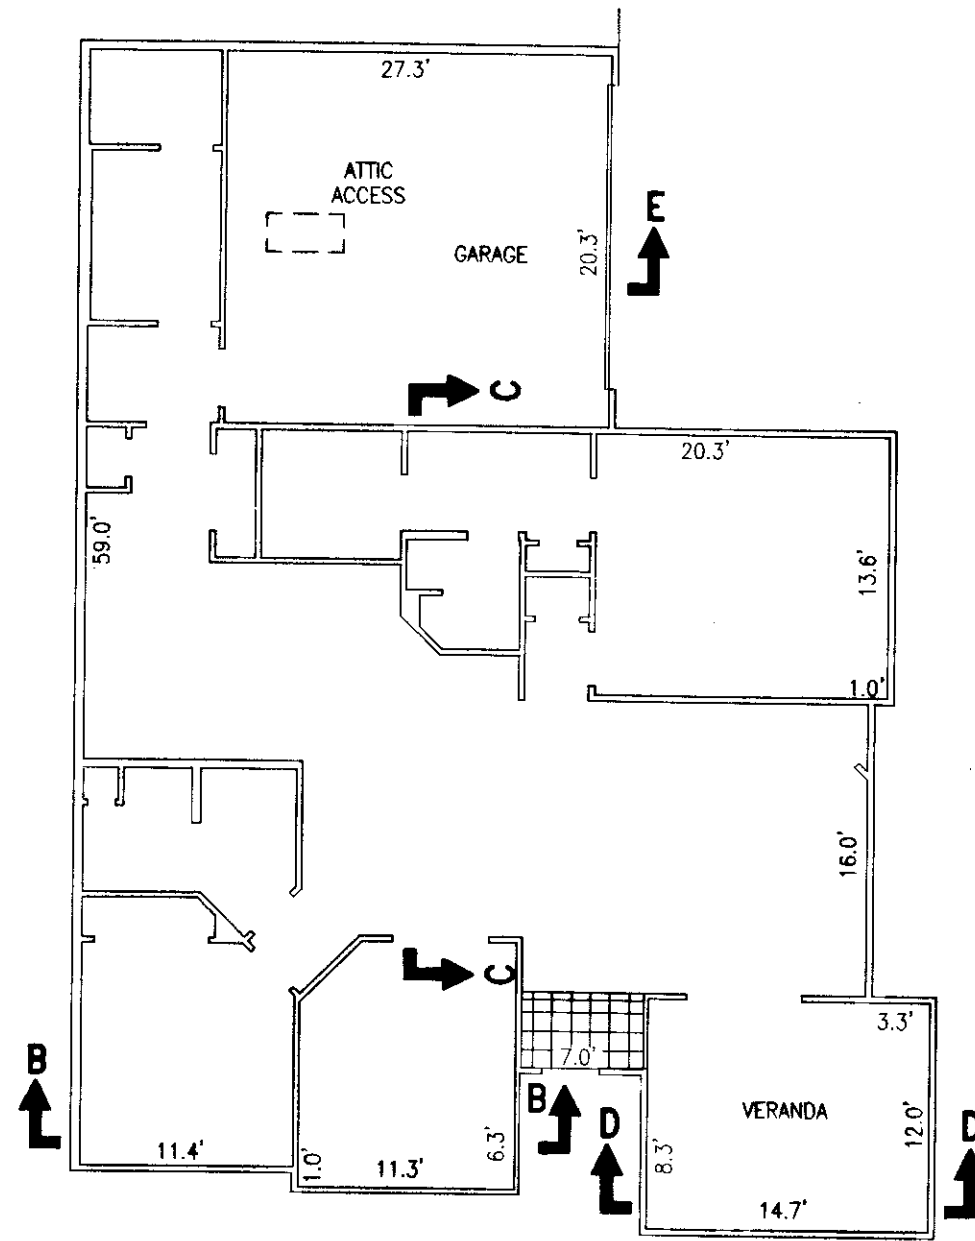 27.3'
ATTIC
ACCESS
GARAGE
20.3'
E
C
20.3'
59.0'
13.6'
1.0'
16.0'
C
3.3'
7.0'
B
B
D
VERANDA
12.0'
D
11.4'
1.0'
11.3'
6.3'
8.3'
14.7'